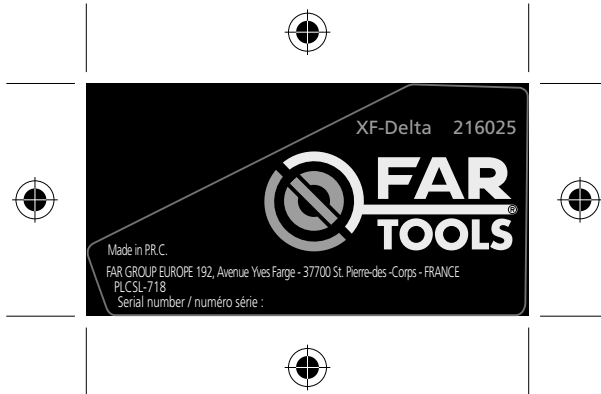 XF-Delta 216025
FAR
®
TOOLS
Made in P.R.C.
FAR GROUP EUROPE 192, Avenue Yves Farge - 37700 St. Pierre-des -Corps - FRANCE
PLCSL-718
Serial number / numéro série :